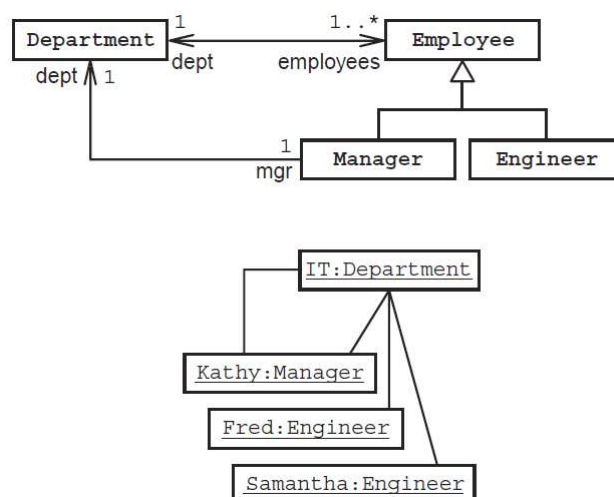 1 1..*
Department Employee
dept employees
dept 1
1
Manager Engineer
mgr
IT:Department
Kathy:Manager
Fred:Engineer
Samantha:Engineer